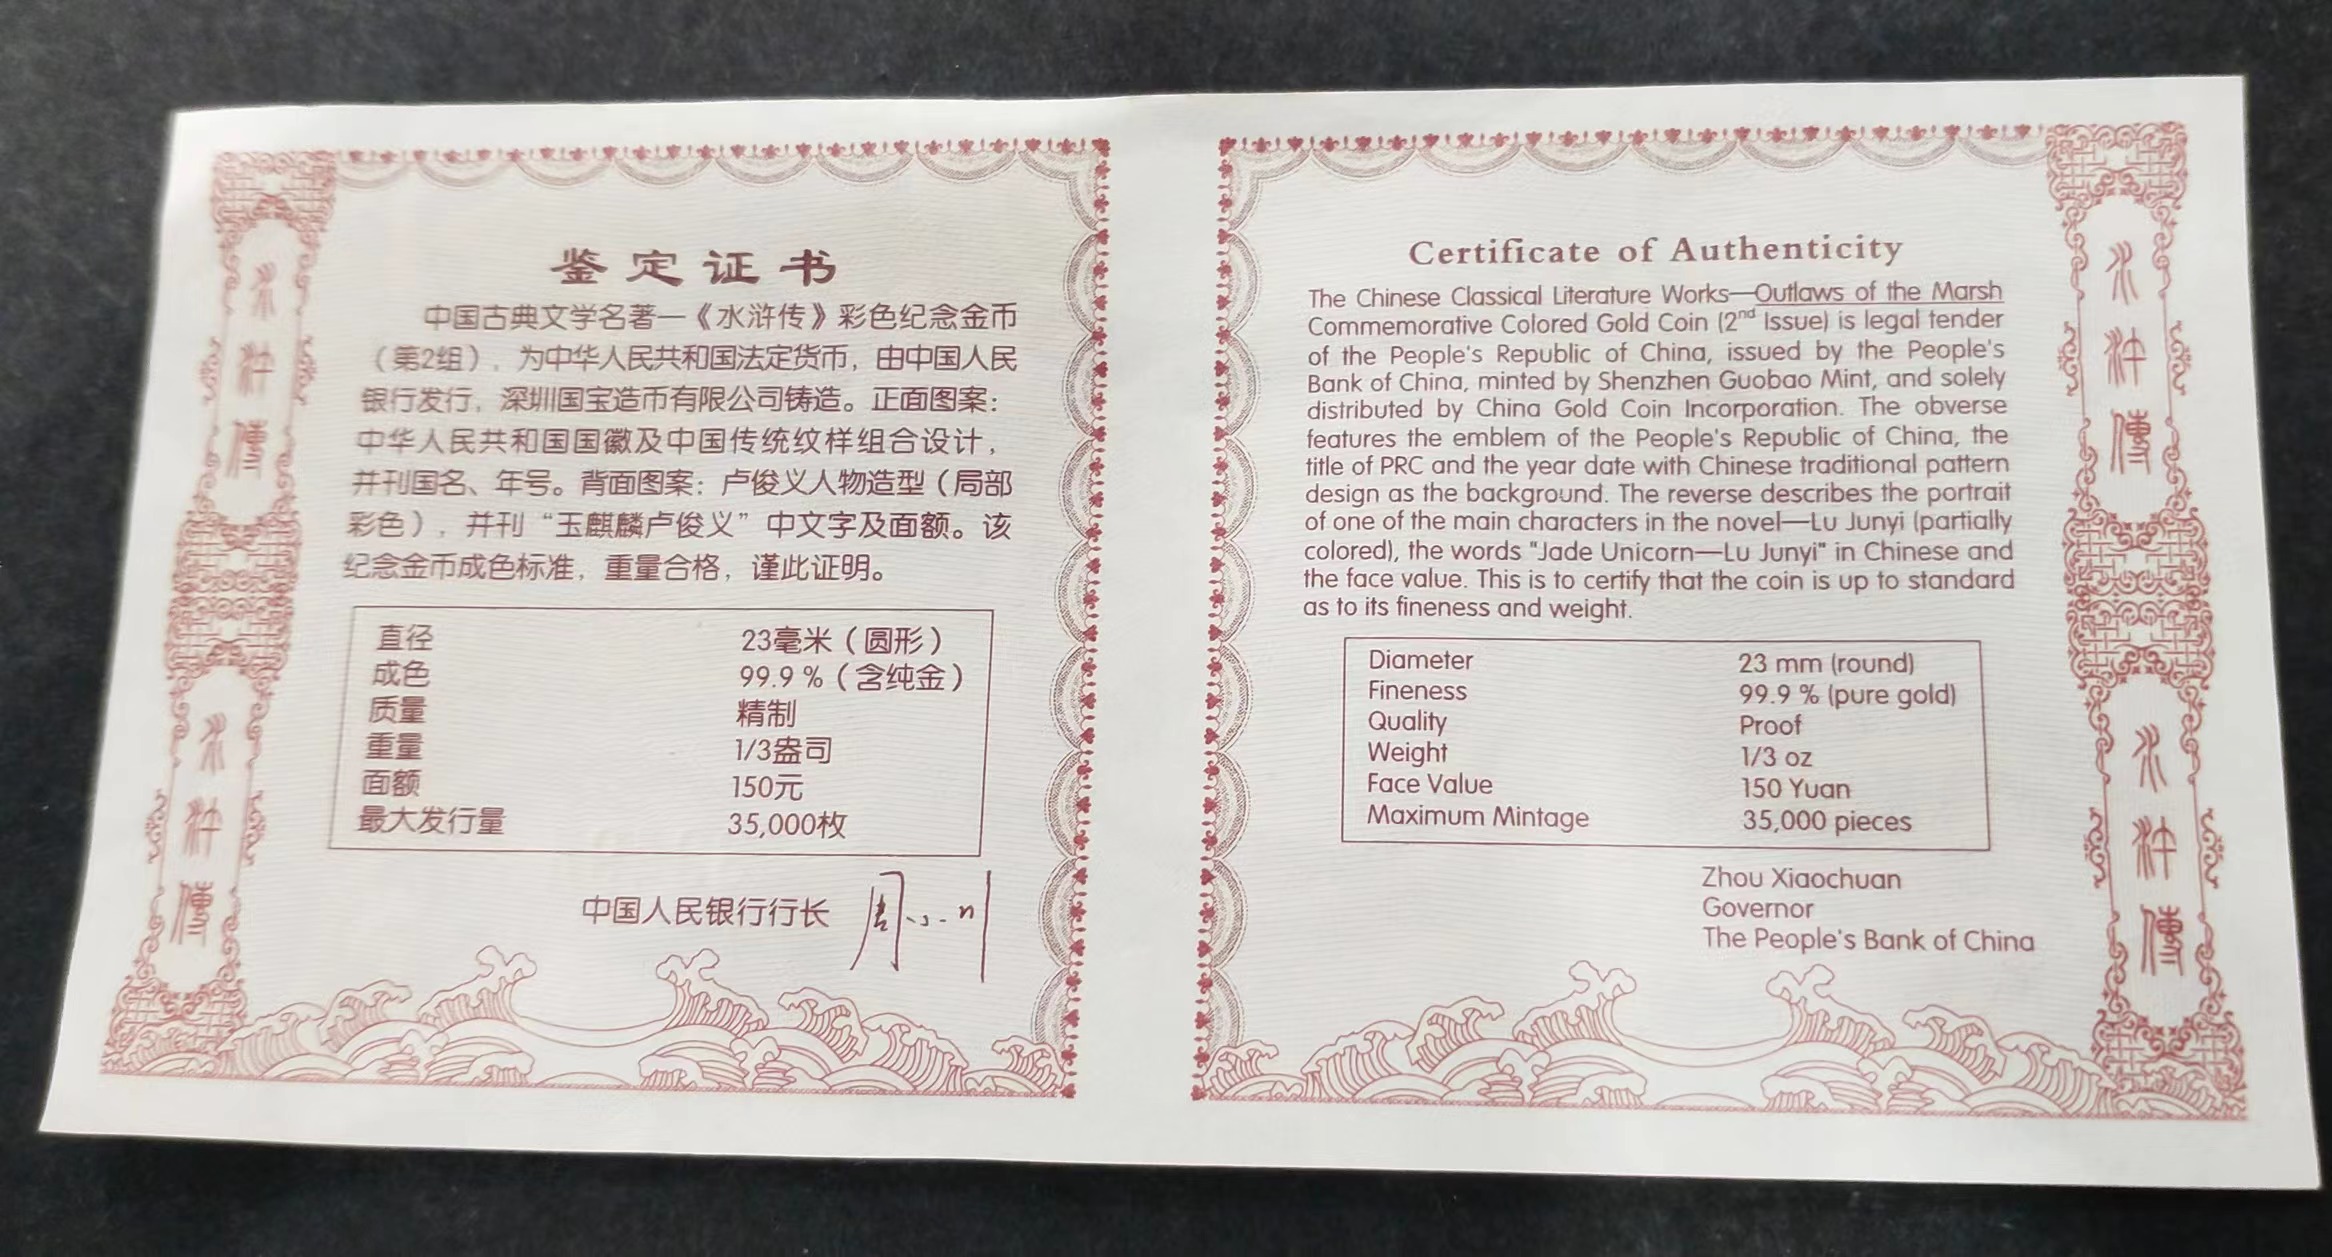 水滸傳
水滸傳
鉴定证书
中国古典文学名著—《水浒传》彩色纪念金币
（第2组），为中华人民共和国法定货币，由中国人民
银行发行，深圳国宝造币有限公司铸造。正面图案：
中华人民共和国国徽及中国传统纹样组合设计，
并刊国名、年号。背面图案：卢俊义人物造型（局部
彩色），并刊“玉麒麟卢俊义”中文字及面额。该
纪念金币成色标准，重量合格，谨此证明。
直径 23毫米（圆形）
成色 99.9 %（含纯金）
质量 精制
重量 1/3盎司
面额 150元
最大发行量 35,000枚
中国人民银行行长 周小川
Certificate of Authenticity
The Chinese Classical Literature Works—Outlaws of the Marsh
Commemorative Colored Gold Coin (2nd Issue) is legal tender
of the People's Republic of China, issued by the People's
Bank of China, minted by Shenzhen Guobao Mint, and solely
distributed by China Gold Coin Incorporation. The obverse
features the emblem of the People's Republic of China, the
title of PRC and the year date with Chinese traditional pattern
design as the background. The reverse describes the portrait
of one of the main characters in the novel—Lu Junyi (partially
colored), the words "Jade Unicorn—Lu Junyi" in Chinese and
the face value. This is to certify that the coin is up to standard
as to its fineness and weight.
Diameter 23 mm (round)
Fineness 99.9 % (pure gold)
Quality Proof
Weight 1/3 oz
Face Value 150 Yuan
Maximum Mintage 35,000 pieces
Zhou Xiaochuan
Governor
The People's Bank of China
水滸傳
水滸傳